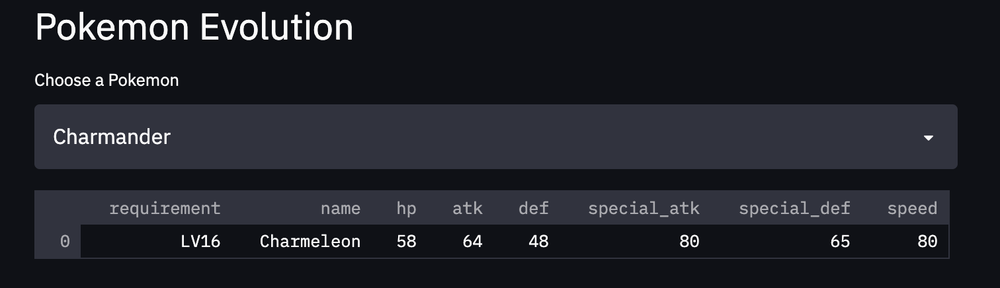 Pokemon Evolution
Choose a Pokemon
Charmander
requirement name hp atk def special_atk special_def speed
0 LV16 Charmeleon 58 64 48 80 65 80